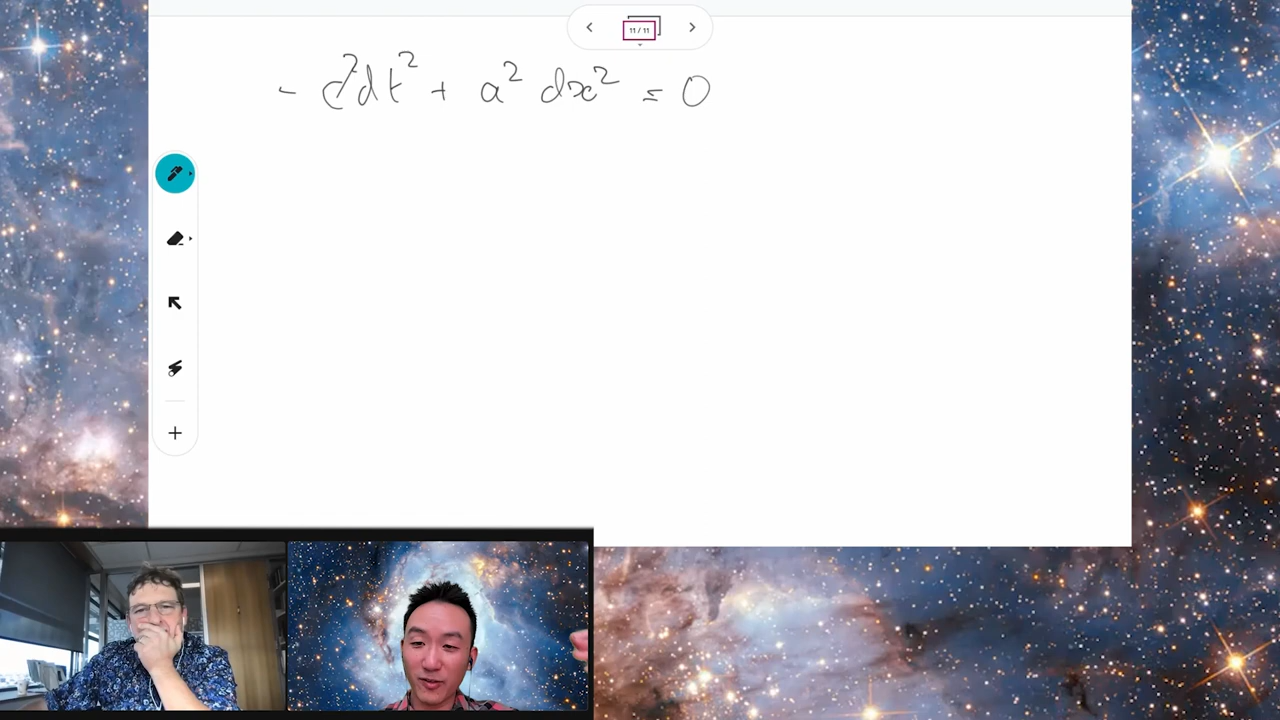 11 / 11
- c²dt² + a² dx² = 0